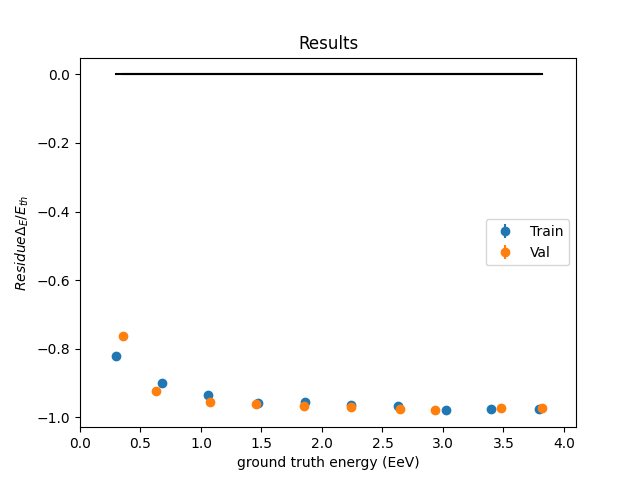 Results
0.0
−0.2
−0.4
−0.6
−0.8
−1.0
Residue Δ_E/E_th
Train
Val
0.0 0.5 1.0 1.5 2.0 2.5 3.0 3.5 4.0
ground truth energy (EeV)